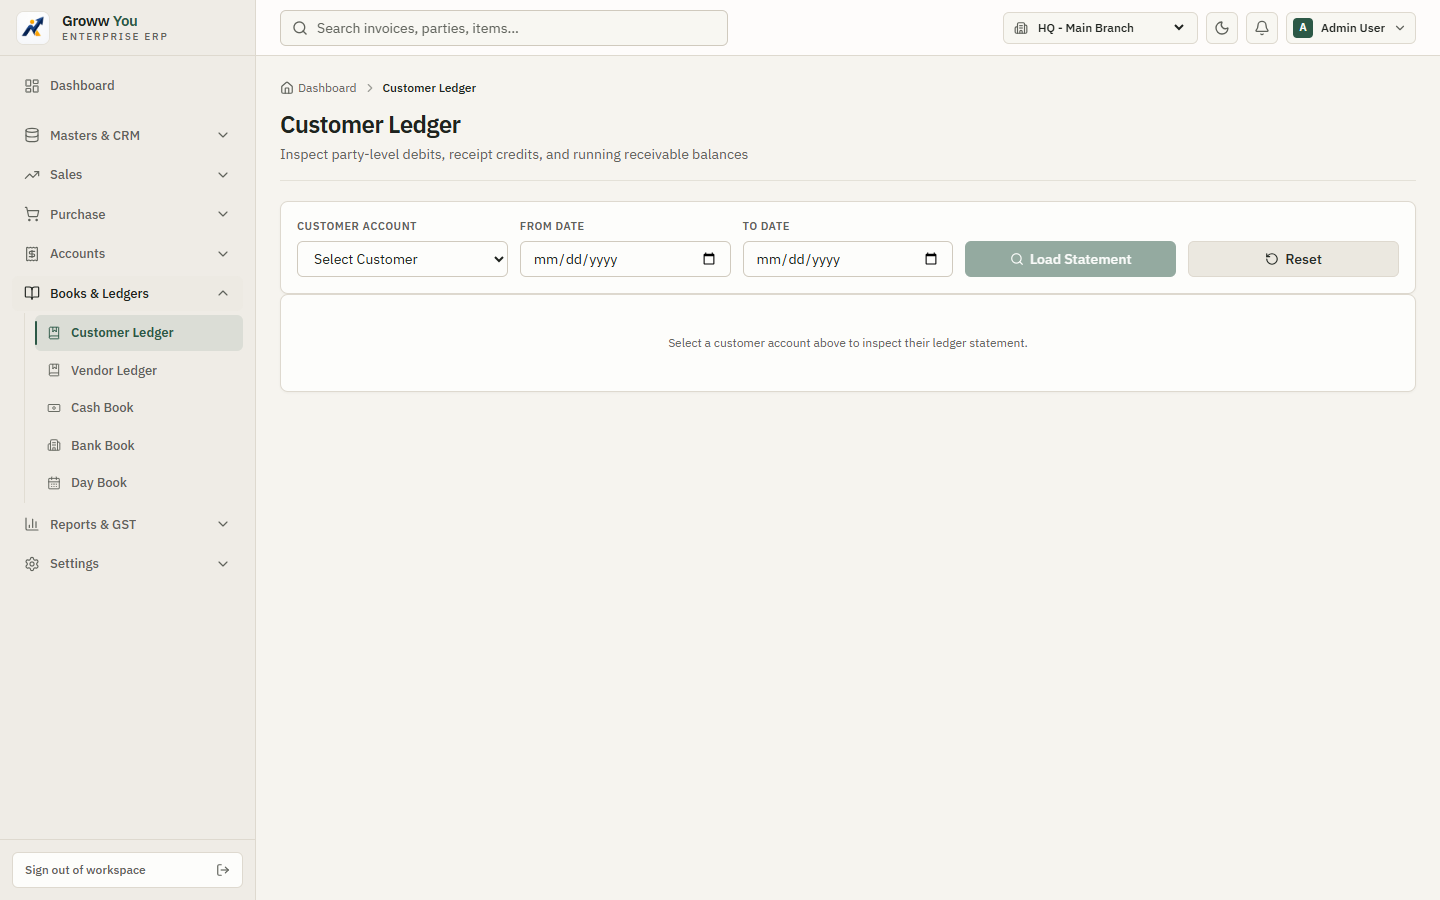 Groww You
ENTERPRISE ERP
Search invoices, parties, items...
HQ - Main Branch
A
Admin User
Dashboard
Masters & CRM
Sales
Purchase
Accounts
Books & Ledgers
Customer Ledger
Vendor Ledger
Cash Book
Bank Book
Day Book
Reports & GST
Settings
Sign out of workspace
Dashboard
Customer Ledger
Customer Ledger
Inspect party-level debits, receipt credits, and running receivable balances
CUSTOMER ACCOUNT
FROM DATE
TO DATE
Select Customer
mm/dd/yyyy
mm/dd/yyyy
Load Statement
Reset
Select a customer account above to inspect their ledger statement.